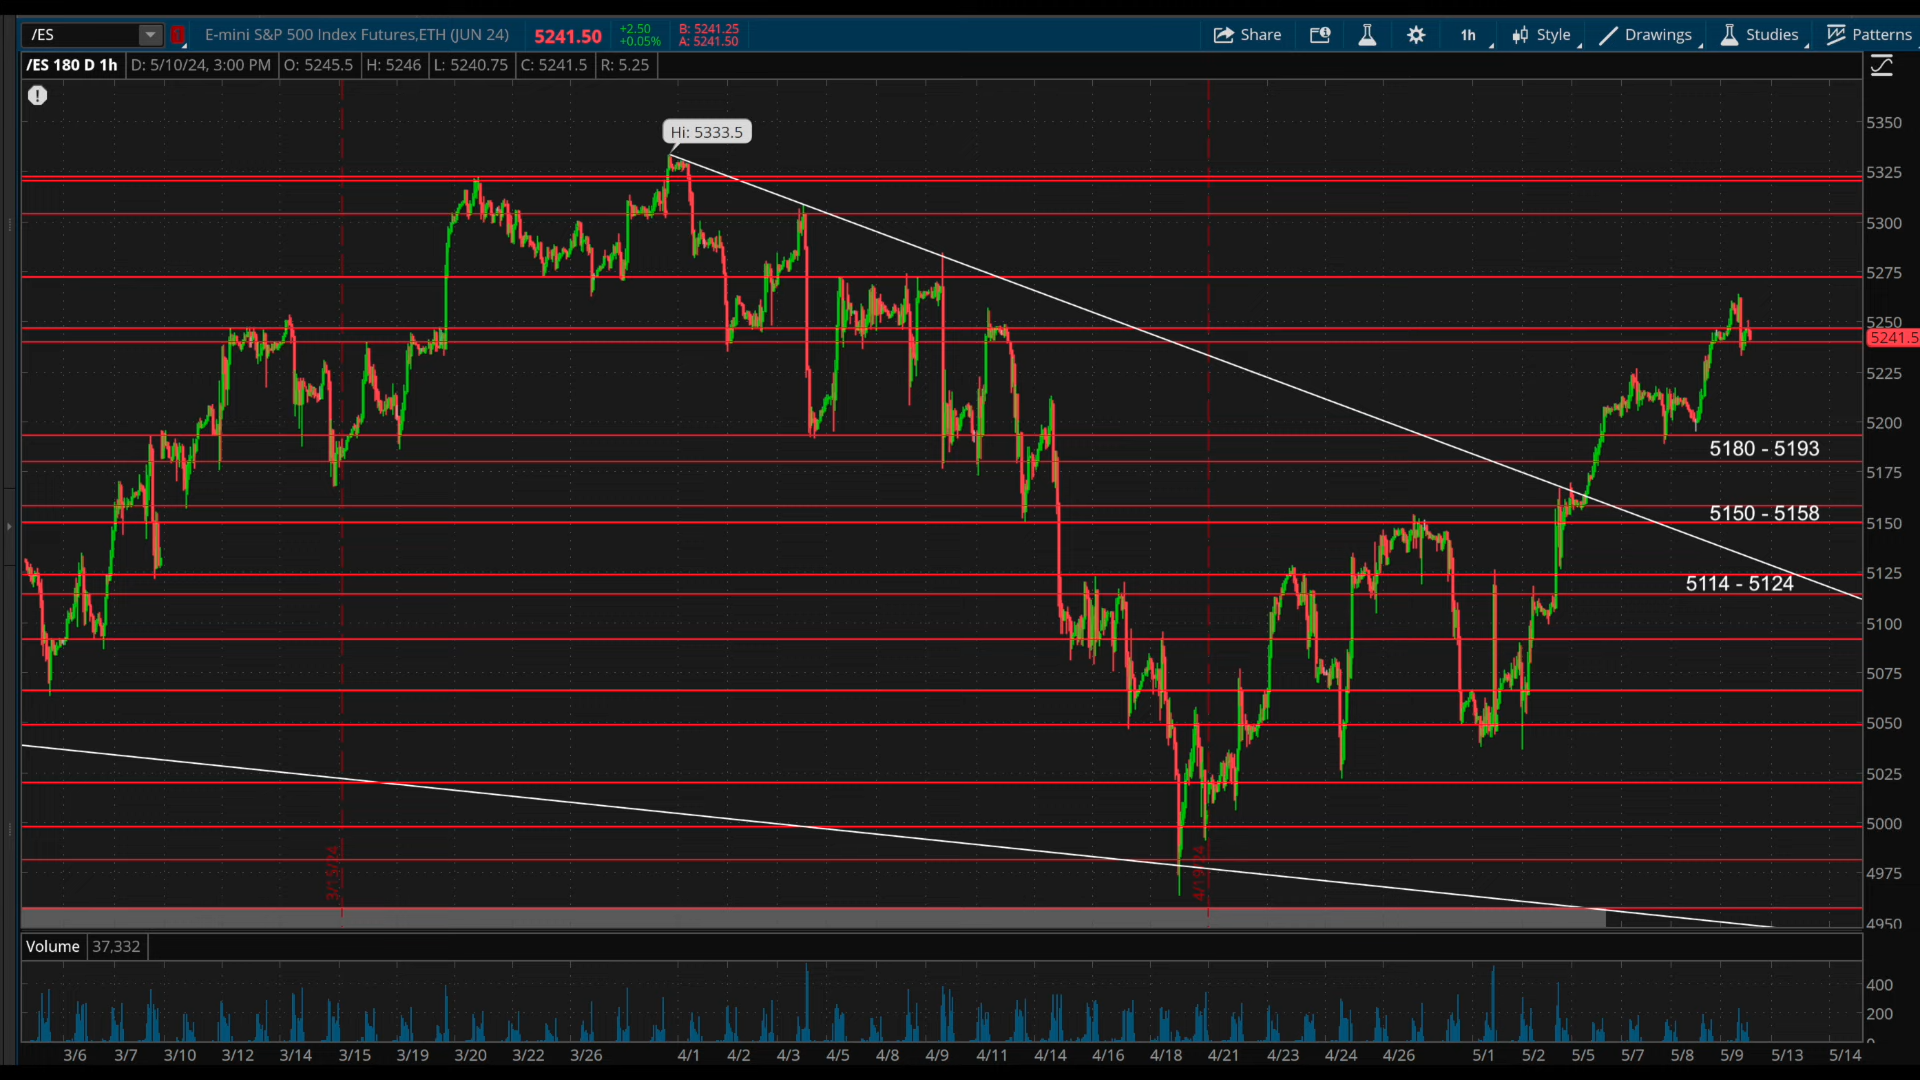 /ES
E-mini S&P 500 Index Futures,ETH (JUN 24)
5241.50
+2.50
+0.05%
B: 5241.25
A: 5241.50
Share
1h
Style
Drawings
Studies
Patterns
/ES 180 D 1h
D: 5/10/24, 3:00 PM
O: 5245.5
H: 5246
L: 5240.75
C: 5241.5
R: 5.25
Hi: 5333.5
5350
5325
5300
5275
5250
5241.5
5225
5200
5180 - 5193
5175
5150 - 5158
5150
5125
5114 - 5124
5100
5075
5050
5025
5000
4975
4950
3/15/24
4/19/24
Volume
37,332
400
200
0
3/6 3/7 3/10 3/12 3/14 3/15 3/19 3/20 3/22 3/26 4/1 4/2 4/3 4/5 4/8 4/9 4/11 4/14 4/16 4/18 4/21 4/23 4/24 4/26 5/1 5/2 5/5 5/7 5/8 5/9 5/13 5/14